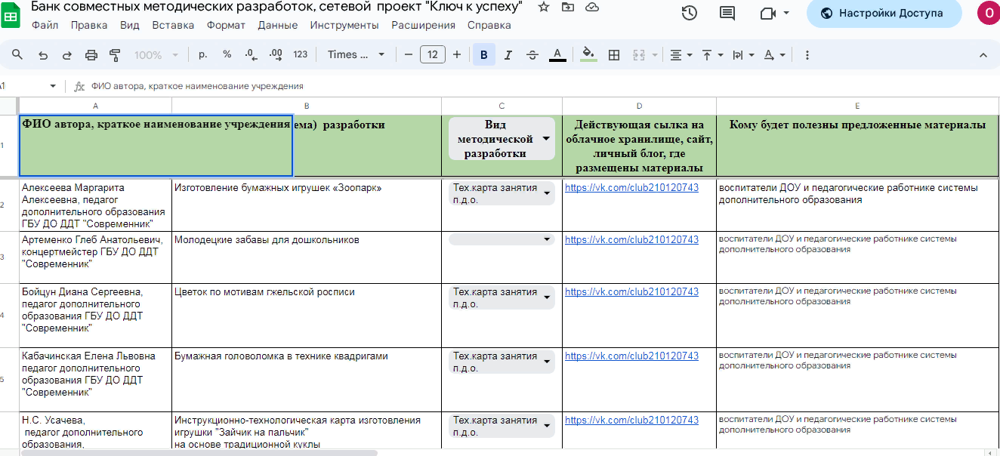 Банк совместных методических разработок, сетевой проект "Ключ к успеху"
Файл Правка Вид Вставка Формат Данные Инструменты Расширения Справка
Настройки Доступа
О
100% р. % .0 .00 123 Times ... 12 B I A
A1 fx ФИО автора, краткое наименование учреждения
A B C D E
1
ФИО автора, краткое наименование учреждения
ема) разработки
Вид
методической
разработки
Действующая сылка на
облачное хранилище, сайт,
личный блог, где
размещены материалы
Кому будет полезны предложенные материалы
2
Алексеева Маргарита
Алексеевна, педагог
дополнительного образования
ГБУ ДО ДДТ "Современник"
Изготовление бумажных игрушек «Зоопарк»
Тех.карта занятия
п.д.о.
https://vk.com/club210120743
воспитатели ДОУ и педагогические работнике системы
дополнительного образования
3
Артеменко Глеб Анатольевич,
концертмейстер ГБУ ДО ДДТ
"Современник"
Молодецкие забавы для дошкольников
https://vk.com/club210120743
воспитатели ДОУ и педагогические работнике системы
дополнительного образования
4
Бойцун Диана Сергеевна,
педагог дополнительного
образования ГБУ ДО ДДТ
"Современник"
Цветок по мотивам гжельской росписи
Тех.карта занятия
п.д.о.
https://vk.com/club210120743
воспитатели ДОУ и педагогические работнике системы
дополнительного образования
5
Кабачинская Елена Львовна
педагог дополнительного
образования ГБУ ДО ДДТ
"Современник"
Бумажная головоломка в технике квадригами
Тех.карта занятия
п.д.о.
https://vk.com/club210120743
воспитатели ДОУ и педагогические работнике системы
дополнительного образования
Н.С. Усачева,
педагог дополнительного
образования,
Инструкционно-технологическая карта изготовления
игрушки "Зайчик на пальчик"
на основе традиционной куклы
Тех.карта занятия
п.д.о.
https://vk.com/club210120743
воспитатели ДОУ и педагогические работнике системы
дополнительного образования